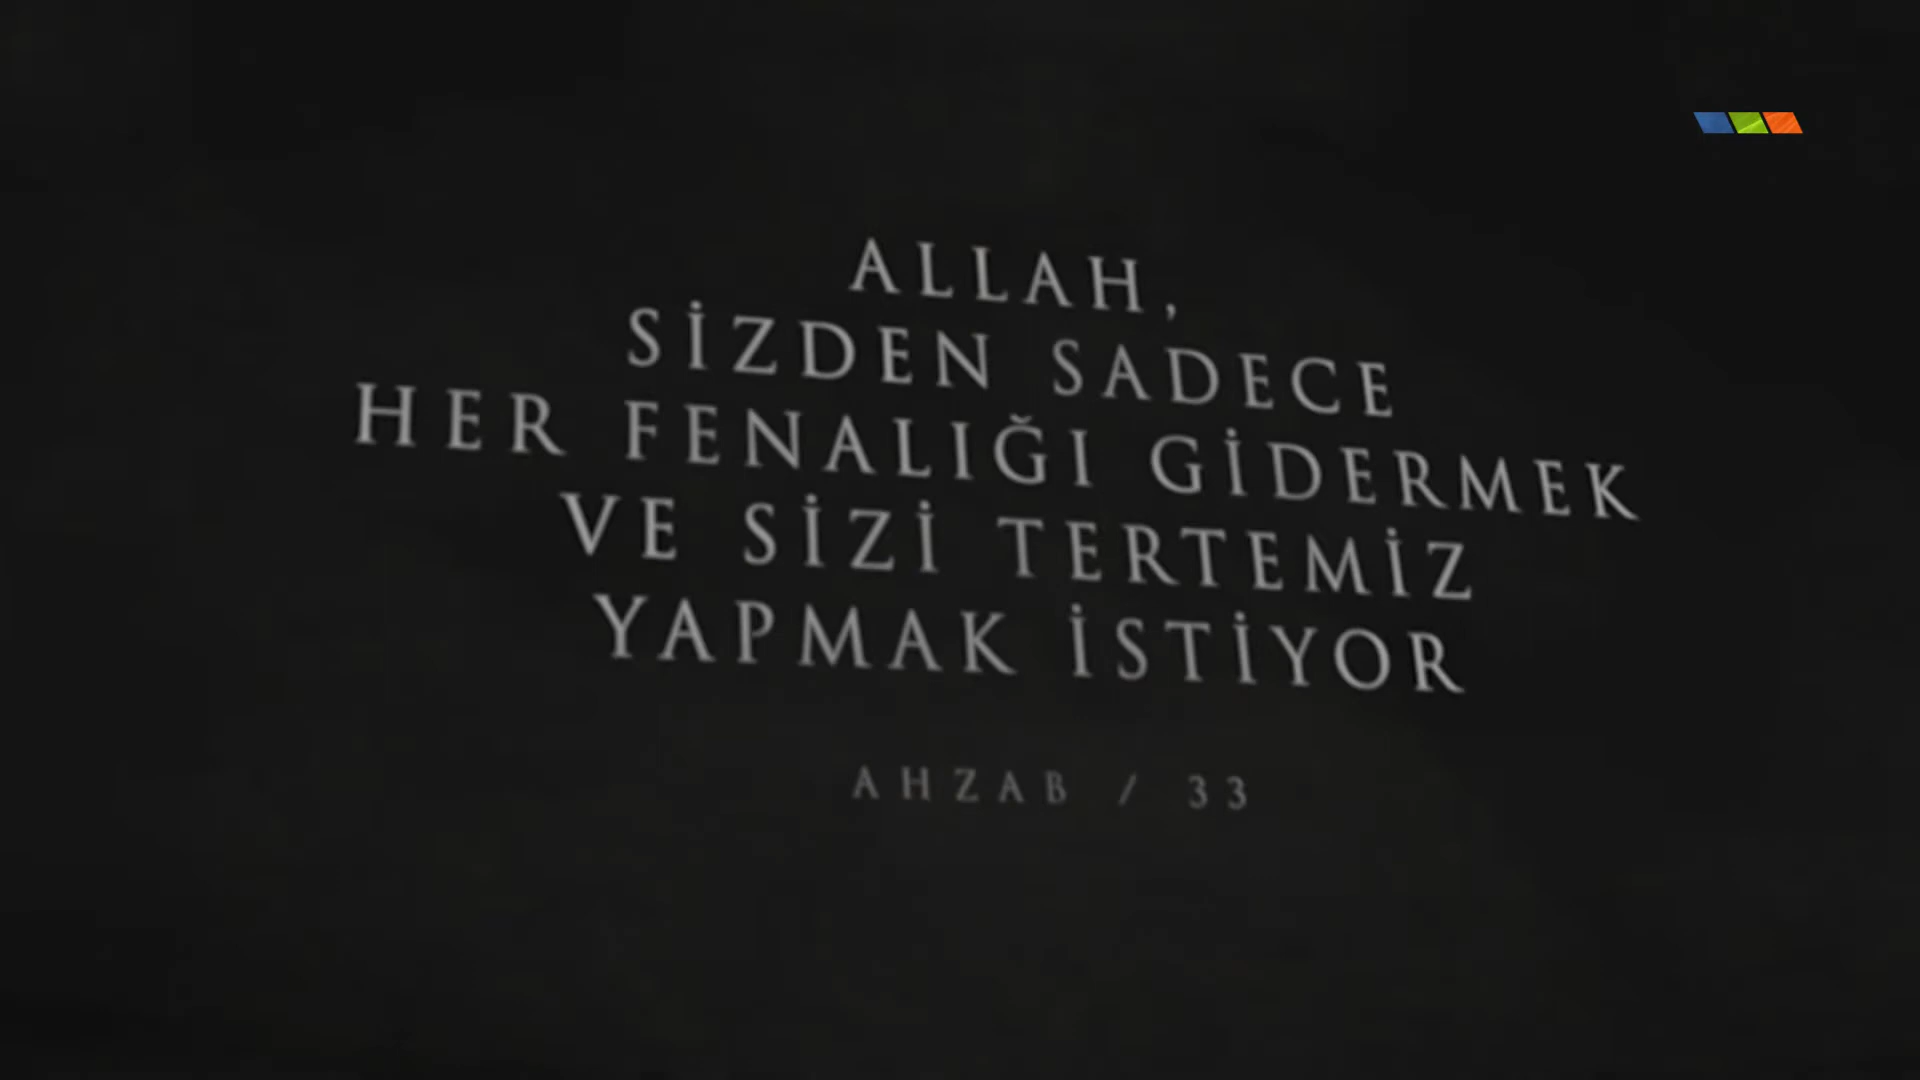 ALLAH,
SİZDEN SADECE
HER FENALIĞI GİDERMEK
VE SİZİ TERTEMİZ
YAPMAK İSTİYOR
AHZAB / 33